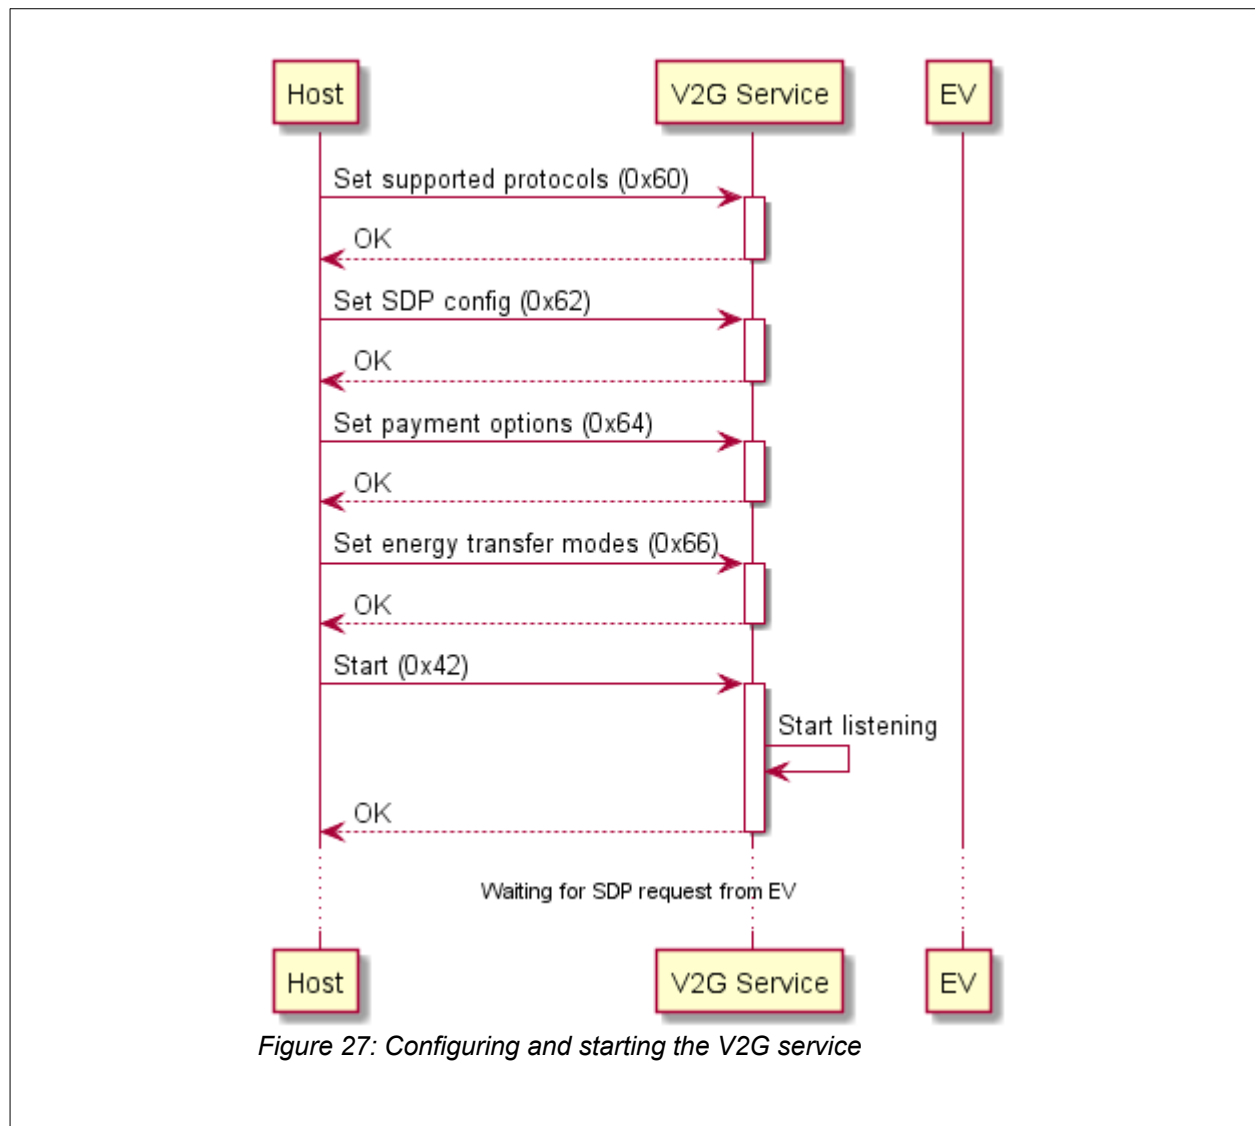 Host
V2G Service
EV
Set supported protocols (0x60)
OK
Set SDP config (0x62)
OK
Set payment options (0x64)
OK
Set energy transfer modes (0x66)
OK
Start (0x42)
Start listening
OK
Waiting for SDP request from EV
Host
V2G Service
EV
Figure 27: Configuring and starting the V2G service